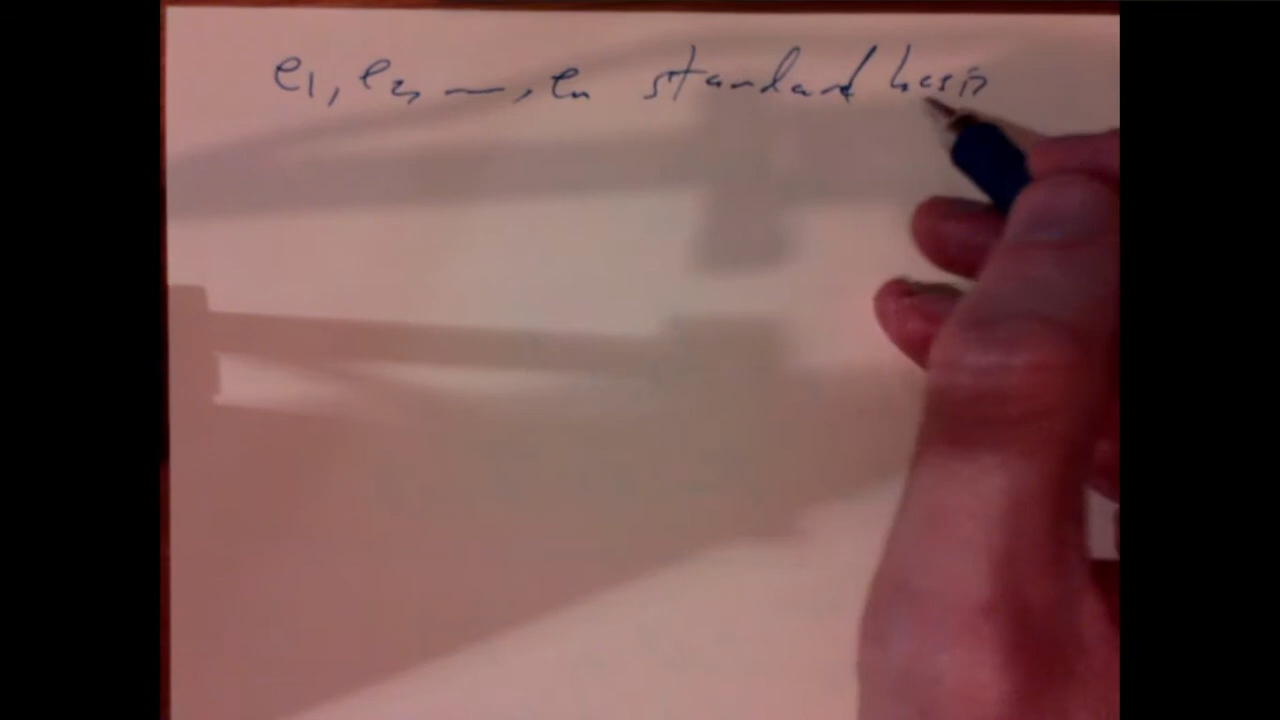 e₁, e₂, —, eₙ standard basis